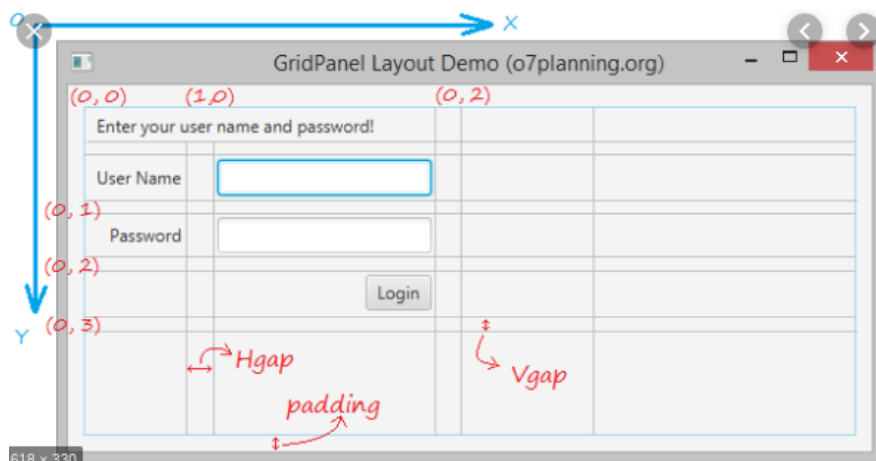 O
X
GridPanel Layout Demo (o7planning.org)
(0,0) (1,0) (0,2)
Enter your user name and password!
User Name
(0,1)
Password
(0,2)
Login
Y (0,3)
Hgap
Vgap
padding
618 × 330